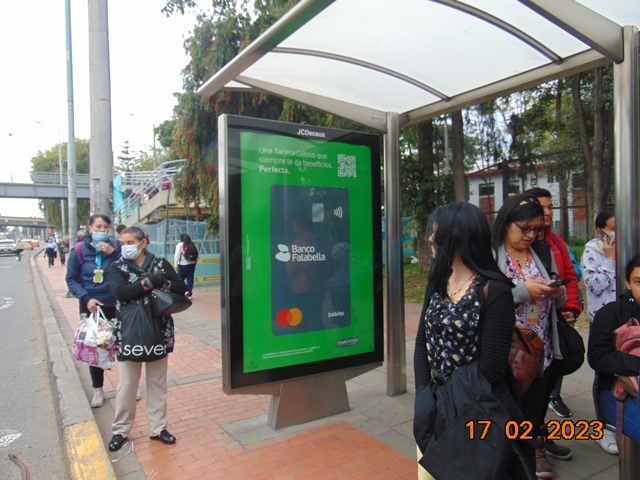 JCDecaux
Una Tarjeta Débito que
siempre te da beneficios.
Perfecta.
Banco
Falabella
Débito
SEVEN
17 02 2023